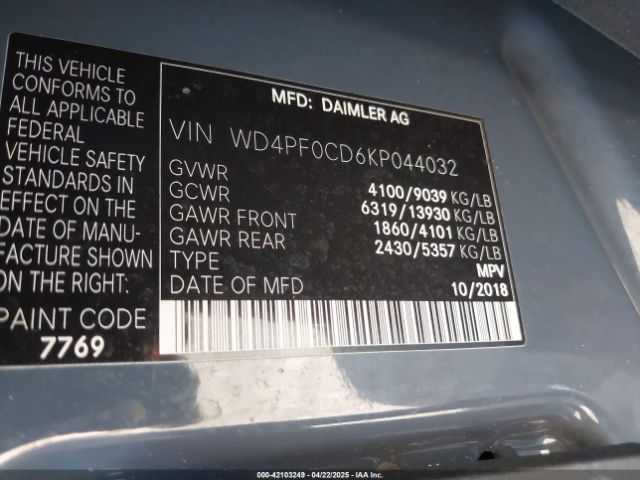 THIS VEHICLE
CONFORMS TO
ALL APPLICABLE
FEDERAL
VEHICLE SAFETY
STANDARDS IN
EFFECT ON THE
DATE OF MANU-
FACTURE SHOWN
ON THE RIGHT.
PAINT CODE
7769
MFD: DAIMLER AG
VIN WD4PF0CD6KP044032
GVWR 4100/9039 KG/LB
GCWR 6319/13930 KG/LB
GAWR FRONT 1860/4101 KG/LB
GAWR REAR 2430/5357 KG/LB
TYPE MPV
DATE OF MFD 10/2018
000-42103249 - 04/22/2025 - IAA Inc.